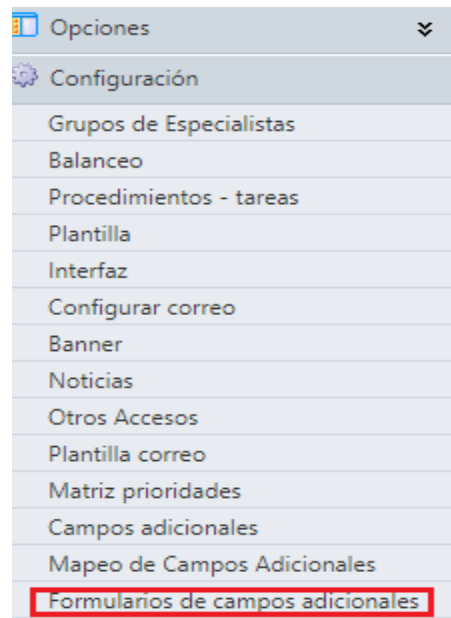 Opciones
Configuración
Grupos de Especialistas
Balanceo
Procedimientos - tareas
Plantilla
Interfaz
Configurar correo
Banner
Noticias
Otros Accesos
Plantilla correo
Matriz prioridades
Campos adicionales
Mapeo de Campos Adicionales
Formularios de campos adicionales